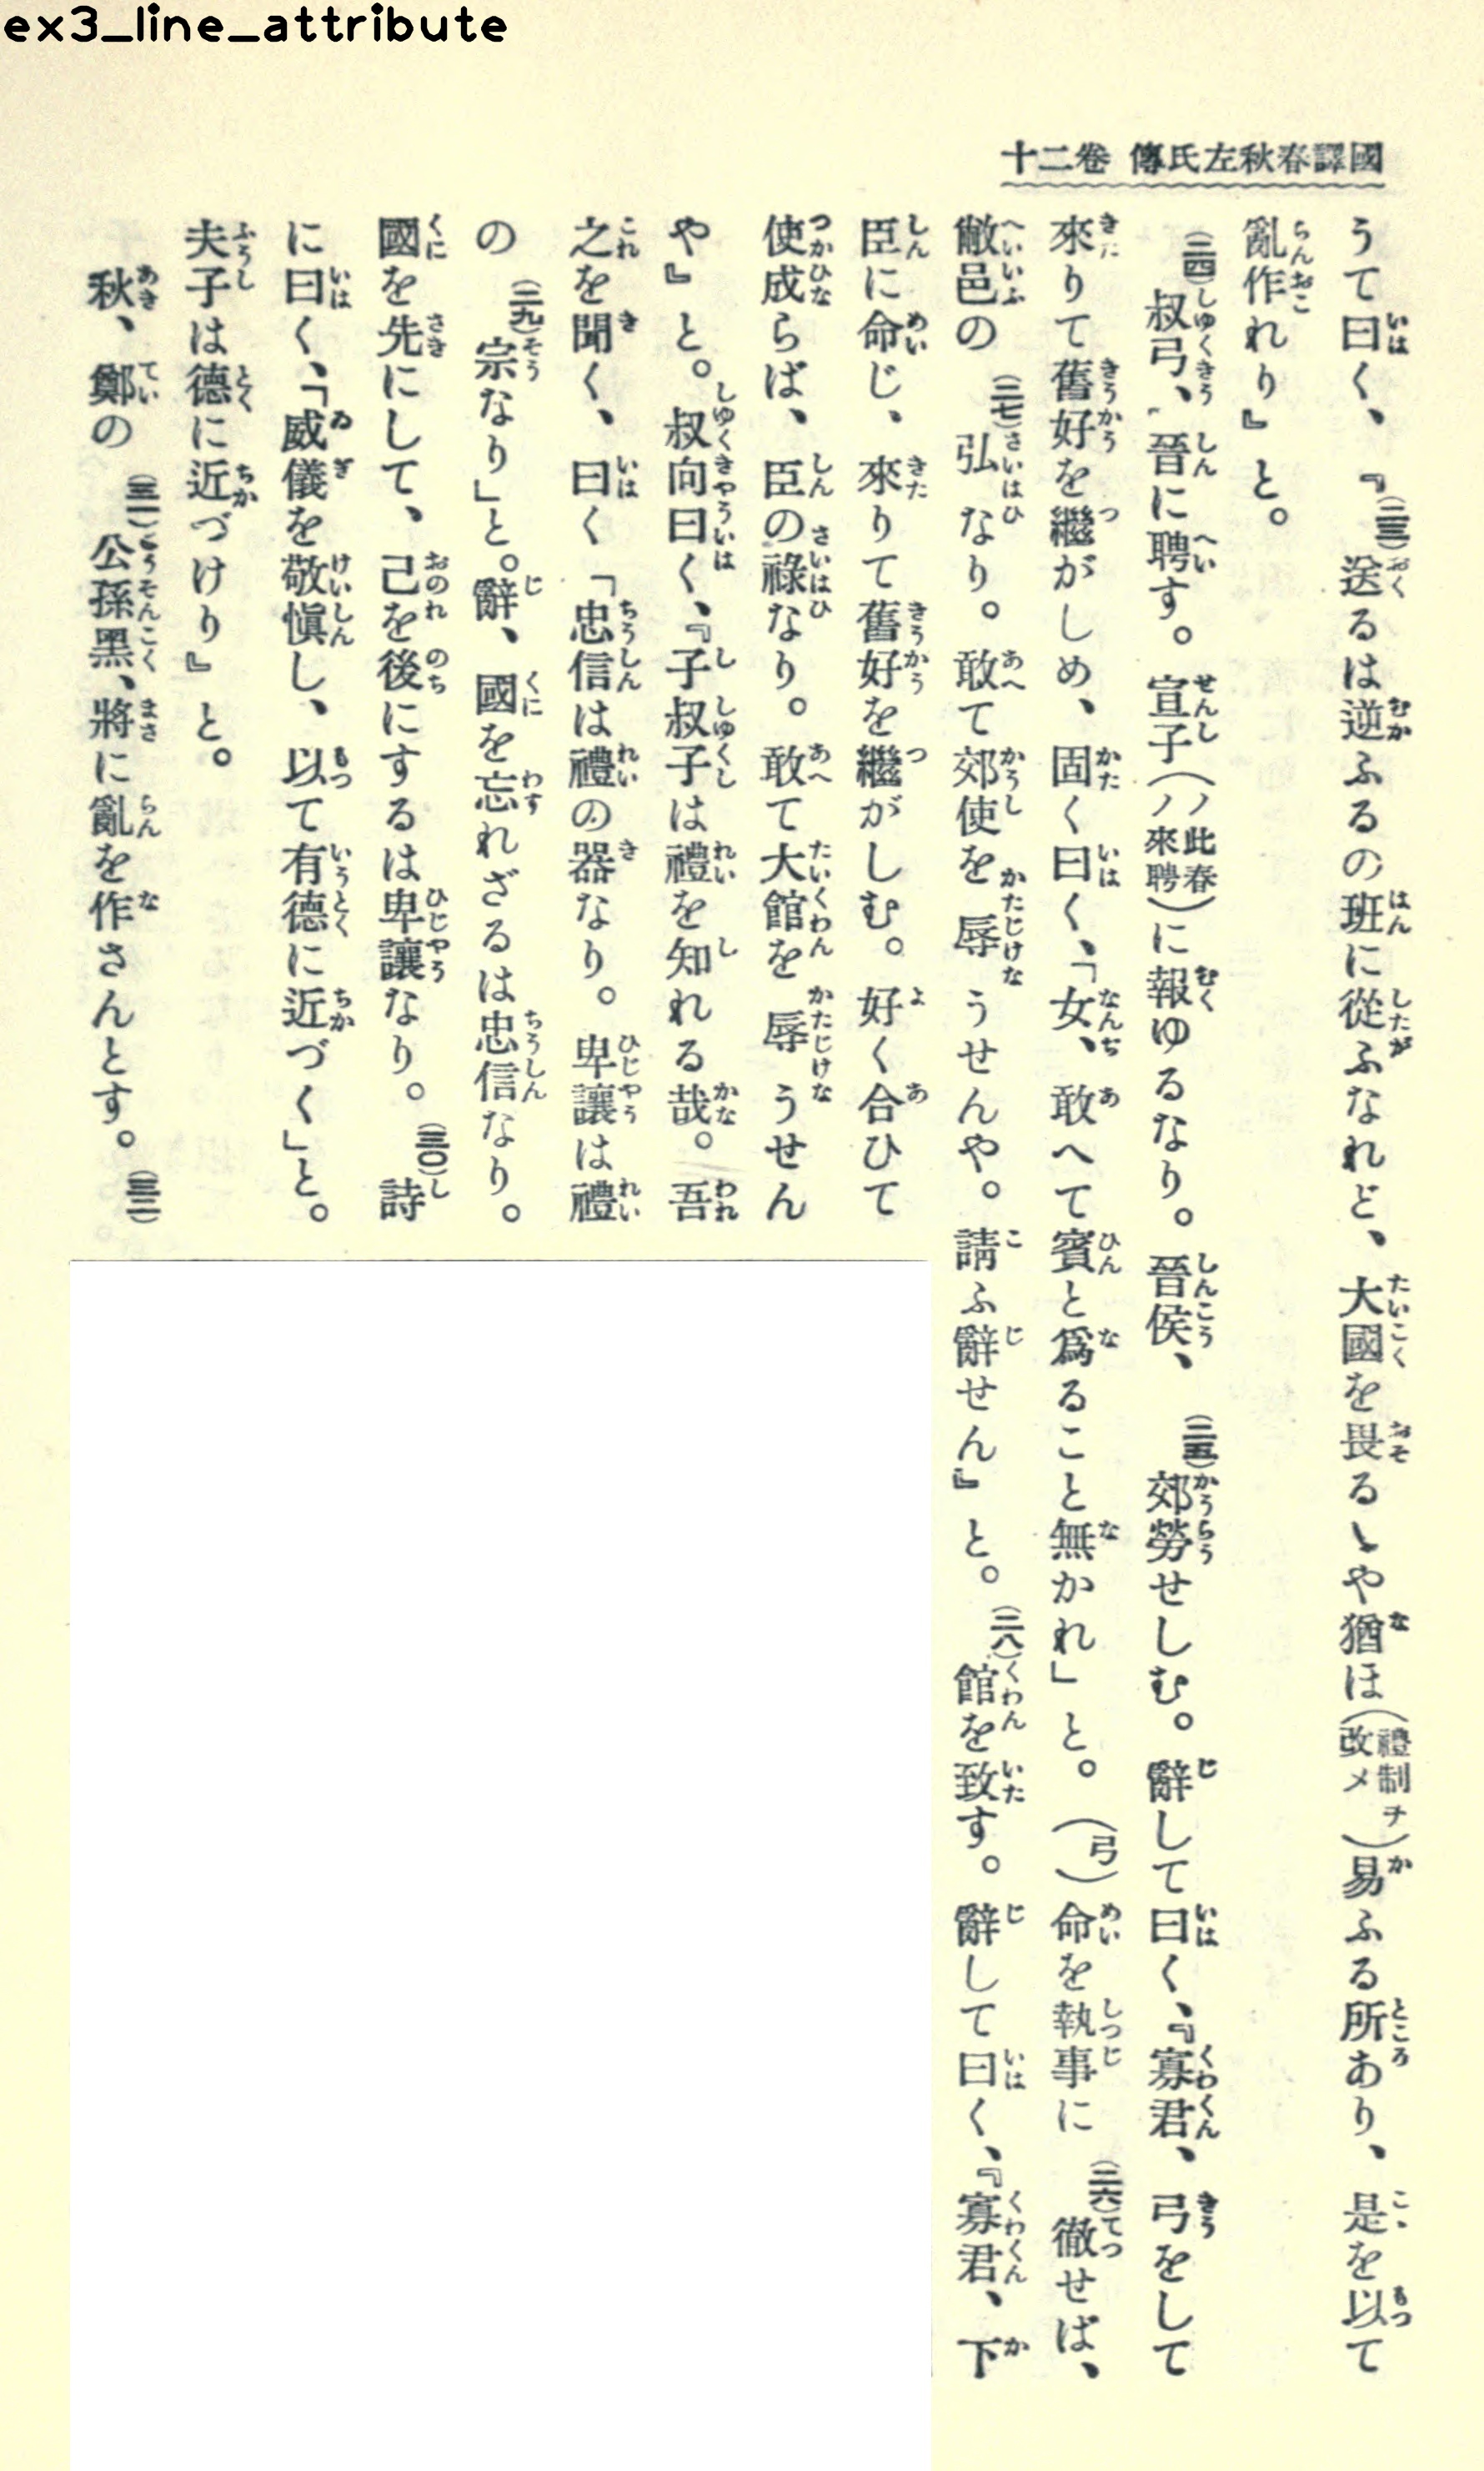 ex3_line_attribute
國譯春秋左氏傳 卷二十
うて曰く、『(二三)送るは逆ふるの班に從ふなれど、大國を畏るゝや猶ほ(禮制チ改メ)易ふる所あり、是を以て
亂作れり』と。
(二四)叔弓、晉に聘す。宣子(此春ノ來聘)に報ゆるなり。晉侯、(二五)郊勞せしむ。辭して曰く、『寡君、弓をして
來りて舊好を繼がしめ、固く曰く、「女、敢へて賓と爲ること無かれ」と。(弓)命を執事に(二六)徹せば、
敝邑の(二七)弘なり。敢て郊使を辱うせんや。請ふ辭せん』と。(二八)館を致す。辭して曰く、『寡君、下
臣に命じ、來りて舊好を繼がしむ。好く合ひて
使成らば、臣の祿なり。敢て大館を辱うせん
や』と。叔向曰く、『子叔子は禮を知れる哉。吾
之を聞く、曰く「忠信は禮の器なり。卑讓は禮
の(二九)宗なり」と。辭、國を忘れざるは忠信なり。
國を先にして、己を後にするは卑讓なり。(三〇)詩
に曰く、「威儀を敬愼し、以て有德に近づく」と。
夫子は德に近づけり』と。
秋、鄭の(三一)公孫黑、將に亂を作さんとす。(三二)